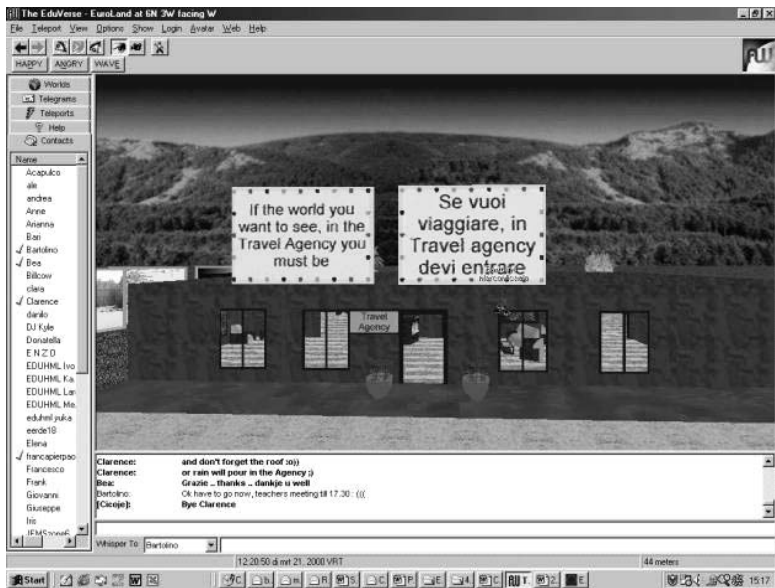 The EduVerse - EuroLand at 6N 3W facing W
File Teleport View Options Show Login Avatar Web Help
HAPPY ANGRY WAVE
Worlds
Telegrams
Teleports
Help
Contacts
Name
Acapulco
ale
andrea
Anne
Arianna
Bari
Bartolino
Bea
Billcow
clara
Clarence
danilo
DJ Kyle
Donatella
E N Z O
EDUHML Ivo
EDUHML Ka
EDUHML Lar
EDUHML Me.
eduhml yuka
eerde18
Elena
francapierpao
Francesco
Frank
Giovanni
Giuseppe
Iris
If the world you
want to see, in the
Travel Agency you
must be
Se vuoi
viaggiare, in
Travel agency
devi entrare
Travel
Agency
Clarence: and don't forget the roof :o))
Clarence: or rain will pour in the Agency ;)
Bea: Grazie .. thanks .. dankje u well
Bartolino: Ok have to go now, teachers meeting till 17.30 : (((
[Cicoje]: Bye Clarence
Whisper To: Bartolino
12:20:50 di mrt 21, 2000 VRT
44 meters
Start
15:17